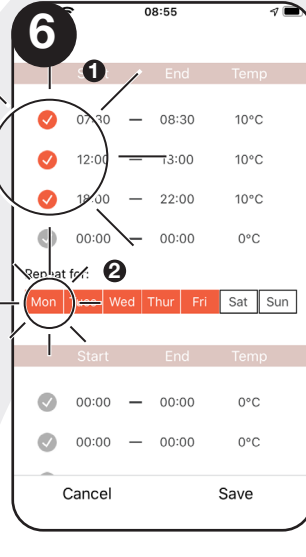 6
08:55
1
Start End Temp
07:30 — 08:30 10°C
12:00 — 13:00 10°C
18:00 — 22:00 10°C
00:00 — 00:00 0°C
Repeat for: 2
Mon Tues Wed Thur Fri Sat Sun
Start End Temp
00:00 — 00:00 0°C
00:00 — 00:00 0°C
Cancel Save